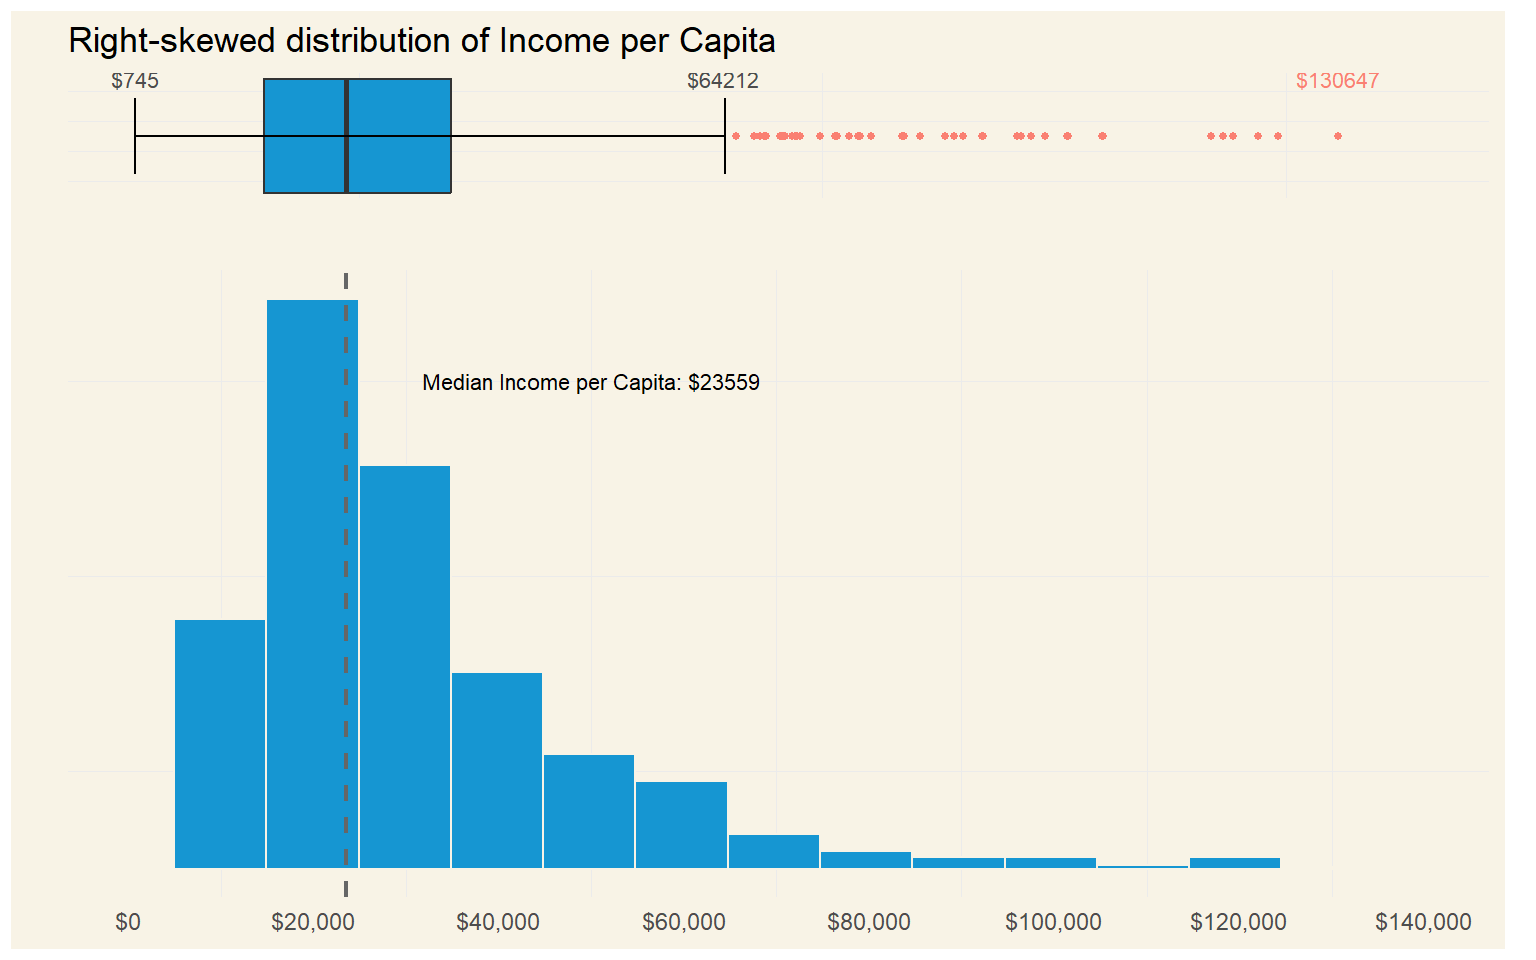 Right-skewed distribution of Income per Capita
$745 $64212 $130647
Median Income per Capita: $23559
$0 $20,000 $40,000 $60,000 $80,000 $100,000 $120,000 $140,000